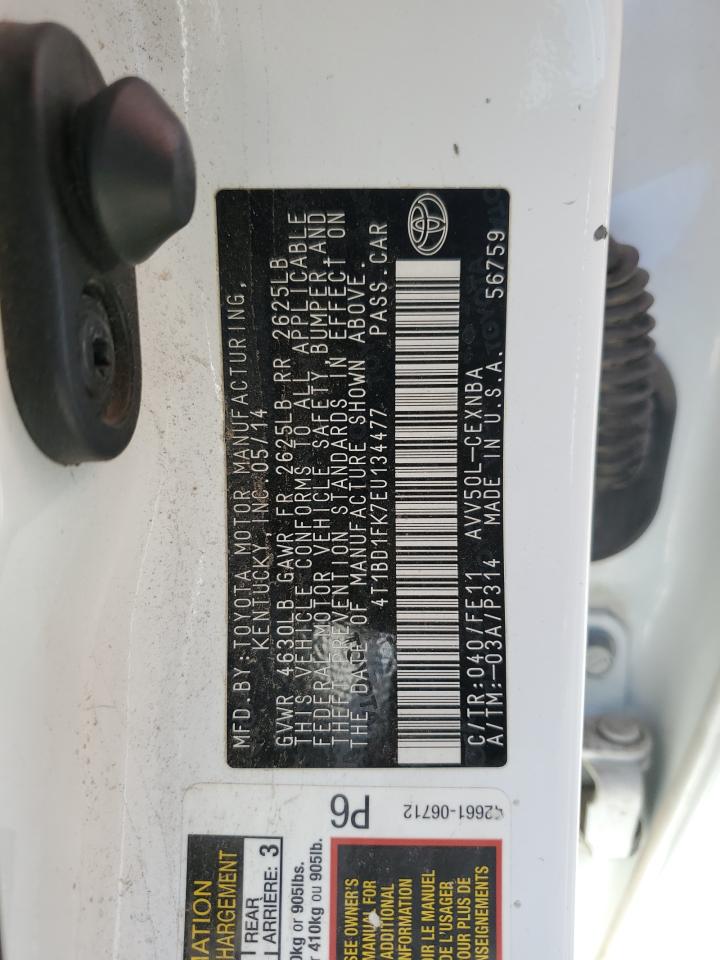 MFD.BY:TOYOTA MOTOR MANUFACTURING,
KENTUCKY,INC.05/14
GVWR 4630LB GAWR FR 2625LB RR 2625LB
THIS VEHICLE CONFORMS TO ALL APPLICABLE
FEDERAL MOTOR VEHICLE SAFETY, BUMPER,AND
THEFT PREVENTION STANDARDS IN EFFECT ON
THE DATE OF MANUFACTURE SHOWN ABOVE.
4T1BD1FK7EU134477 PASS.CAR
C/TR:040/FE11 AVV50L-CEXNBA
A/TM:-03A/P314 MADE IN U.S.A. 56759
P6
42661-06712
MATION
HARGEMENT
REAR 3
ARRIÈRE:
0kg or 905lbs.
410kg ou 905lb.
SEE OWNER'S
MANUAL FOR
ADDITIONAL
INFORMATION
IR LE MANUEL
DE L'USAGER
POUR PLUS DE
NSEIGNEMENTS